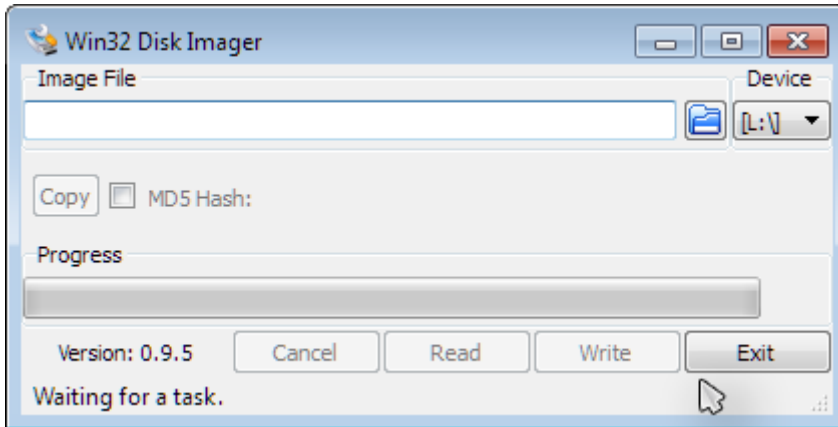 Win32 Disk Imager
Image File Device
[L:\]
Copy MD5 Hash:
Progress
Version: 0.9.5 Cancel Read Write Exit
Waiting for a task.